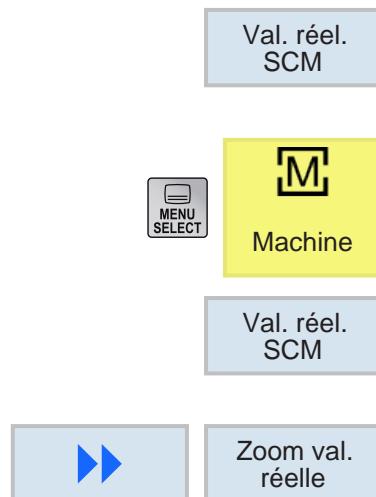 Val. réel.
SCM
MENU
SELECT
M
Machine
Val. réel.
SCM
Zoom val.
réelle